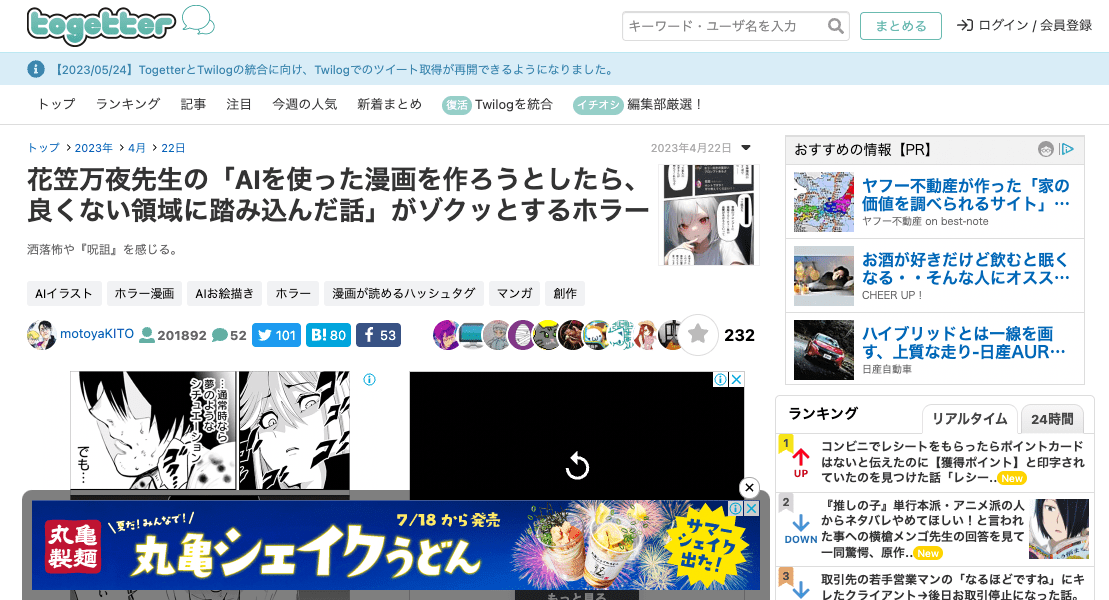 togetter
キーワード・ユーザ名を入力
まとめる
ログイン / 会員登録
【2023/05/24】TogetterとTwilogの統合に向け、Twilogでのツイート取得が再開できるようになりました。
トップ ランキング 記事 注目 今週の人気 新着まとめ 復活 Twilogを統合 イチオシ 編集部厳選！
トップ > 2023年 > 4月 > 22日
2023年4月22日
花笠万夜先生の「AIを使った漫画を作ろうとしたら、
良くない領域に踏み込んだ話」がゾクッとするホラー
洒落怖や『呪詛』を感じる。
AIイラスト ホラー漫画 AIお絵描き ホラー 漫画が読めるハッシュタグ マンガ 創作
motoyaKITO 201892 52 101 B! 80 f 53
232
…通常時なら
夢のような
シチュエーション
でも…
丸亀
製麺
夏だ!みんなで!
7/18 から発売
丸亀シェイクうどん
サマー
シェイク
出た!
もっと見る
おすすめの情報【PR】
ヤフー不動産が作った「家の
価値を調べられるサイト」…
ヤフー不動産 on best-note
お酒が好きだけど飲むと眠く
なる・・そんな人にオスス…
CHEER UP！
ハイブリッドとは一線を画
す、上質な走り-日産AUR…
日産自動車
ランキング
リアルタイム
24時間
1
UP
コンビニでレシートをもらったらポイントカード
はないと伝えたのに【獲得ポイント】と印字され
ていたのを見つけた話「レシー.. New
2
DOWN
『推しの子』単行本派・アニメ派の人
からネタバレやめてほしい！と言われ
た事への横槍メンゴ先生の回答を見て
一同驚愕、原作.. New
3
取引先の若手営業マンの「なるほどですね」にキ
レたクライアント→後日お取引停止になった話。